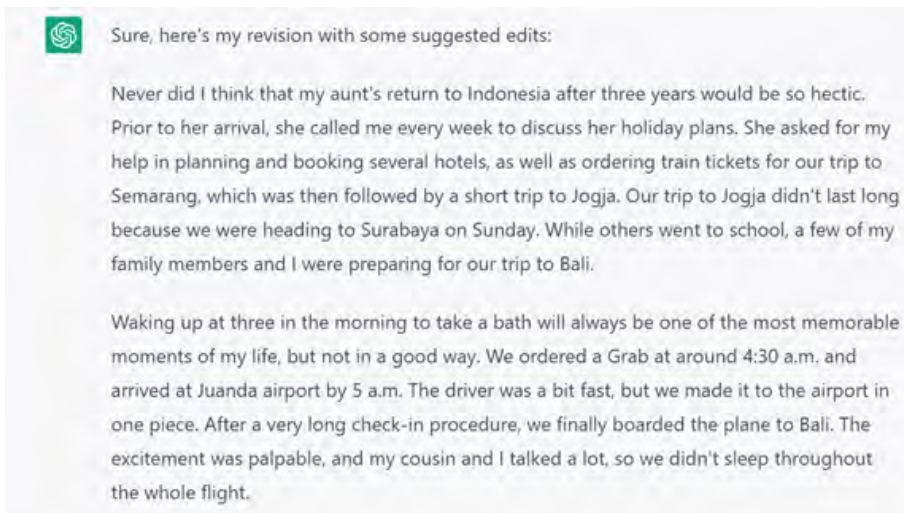 Sure, here's my revision with some suggested edits:
Never did I think that my aunt's return to Indonesia after three years would be so hectic.
Prior to her arrival, she called me every week to discuss her holiday plans. She asked for my
help in planning and booking several hotels, as well as ordering train tickets for our trip to
Semarang, which was then followed by a short trip to Jogja. Our trip to Jogja didn't last long
because we were heading to Surabaya on Sunday. While others went to school, a few of my
family members and I were preparing for our trip to Bali.
Waking up at three in the morning to take a bath will always be one of the most memorable
moments of my life, but not in a good way. We ordered a Grab at around 4:30 a.m. and
arrived at Juanda airport by 5 a.m. The driver was a bit fast, but we made it to the airport in
one piece. After a very long check-in procedure, we finally boarded the plane to Bali. The
excitement was palpable, and my cousin and I talked a lot, so we didn't sleep throughout
the whole flight.